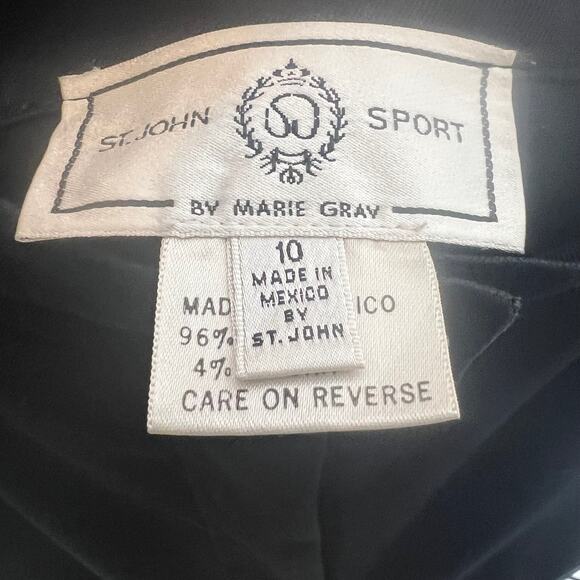 ST. JOHN SPORT
BY MARIE GRAY
10
MADE IN
MEXICO
BY
ST. JOHN
MAD ICO
96%
4%
CARE ON REVERSE